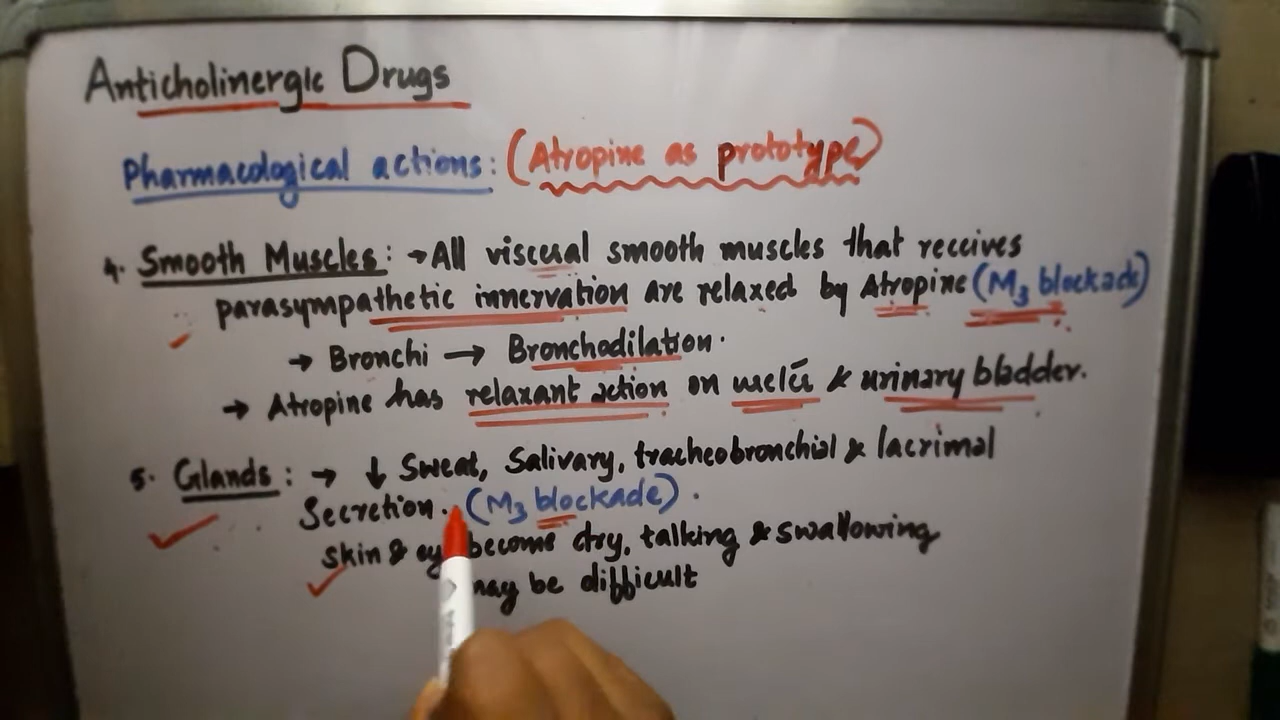 Anticholinergic Drugs
Pharmacological actions: (Atropine as prototype)
4. Smooth Muscles: → All visceral smooth muscles that receives
parasympathetic innervation are relaxed by Atropine (M3 blockade)
→ Bronchi → Bronchodilation.
→ Atropine has relaxant action on & urinary bladder.
5. Glands: → ↓ Sweat, Salivary, tracheobronchial & lacrimal
Secretion. (M3 blockade).
skin & become dry, talking & swallowing
may be difficult